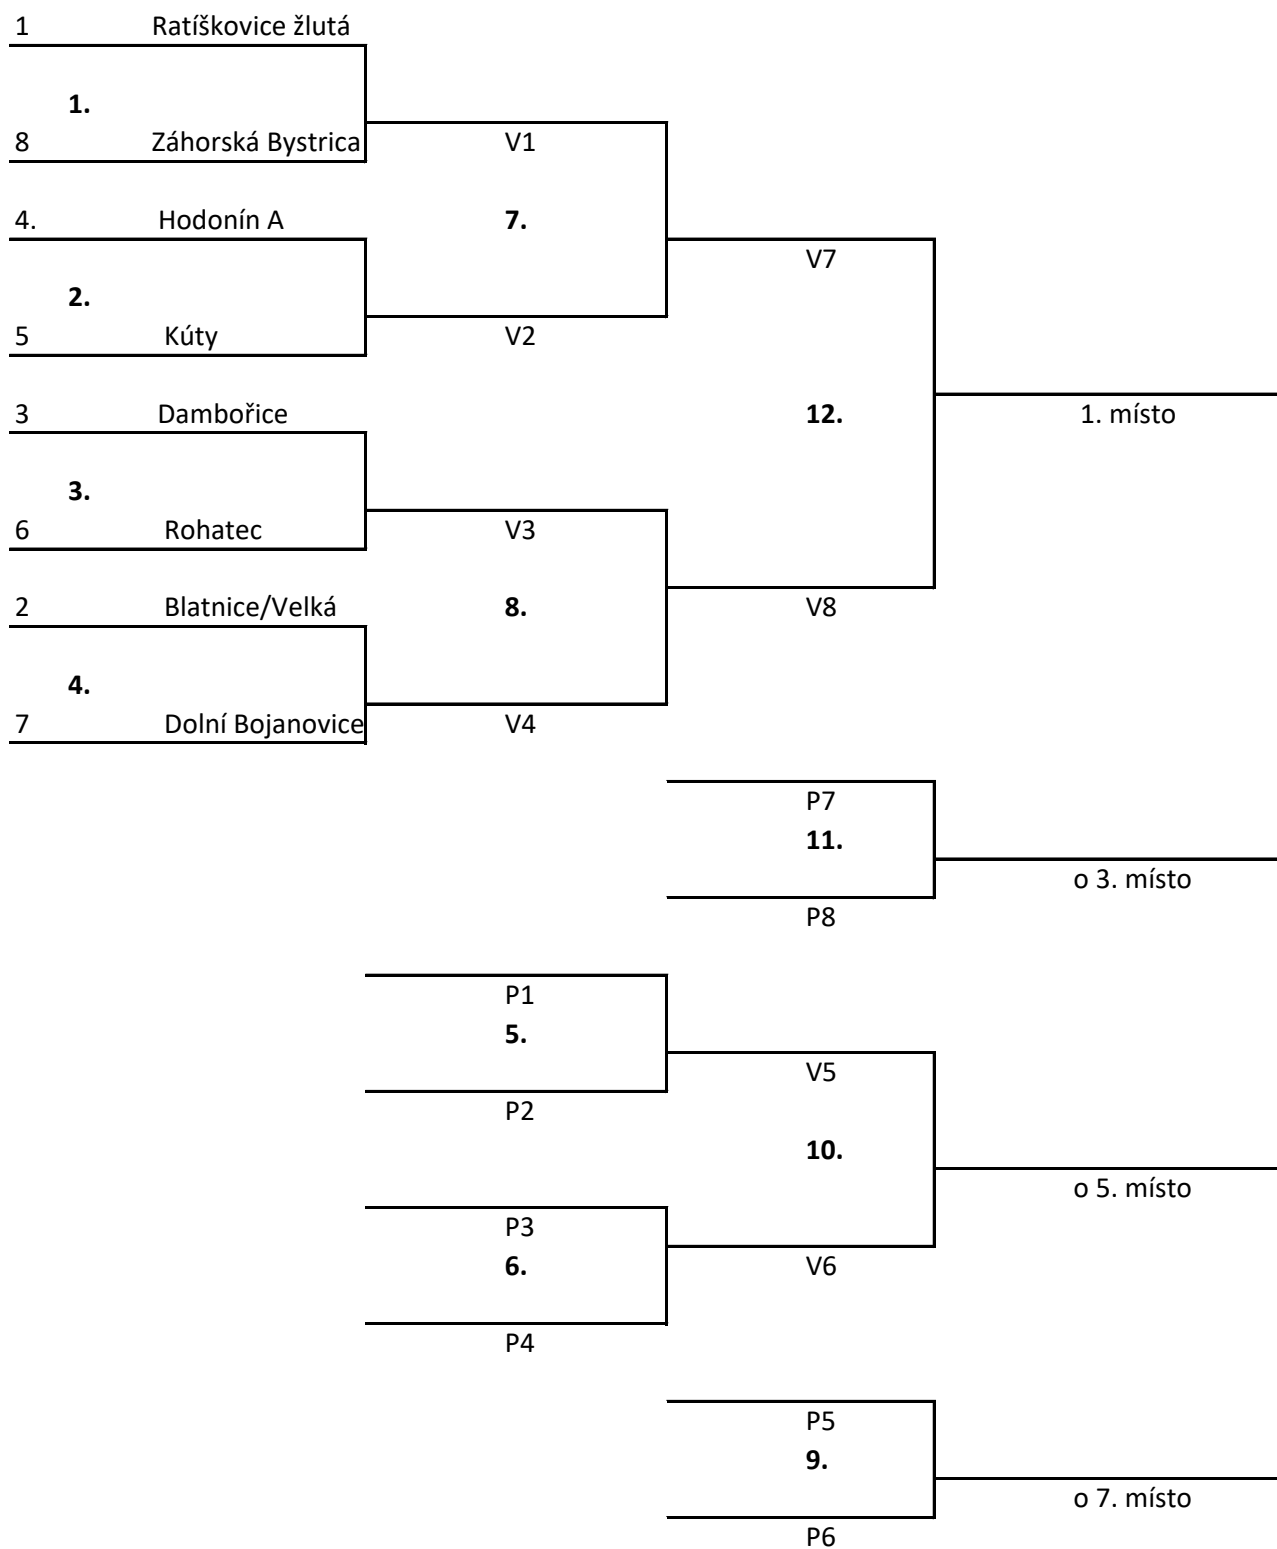 1 Ratíškovice žlutá
1.
8 Záhorská Bystrica V1
4. Hodonín A 7.
V7
2.
5 Kúty V2
3 Dambořice 12. 1. místo
3.
6 Rohatec V3
2 Blatnice/Velká 8. V8
4.
7 Dolní Bojanovice V4
P7
11.
o 3. místo
P8
P1
5.
V5
P2
10.
o 5. místo
P3
6. V6
P4
P5
9.
o 7. místo
P6